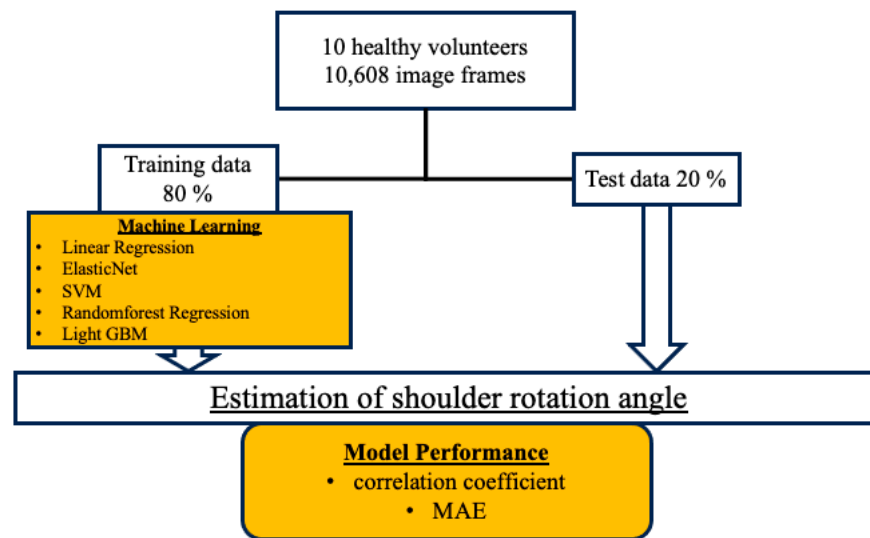 10 healthy volunteers
10,608 image frames
Training data
80 %
Test data 20 %
Machine Learning
• Linear Regression
• ElasticNet
• SVM
• Randomforest Regression
• Light GBM
Estimation of shoulder rotation angle
Model Performance
• correlation coefficient
• MAE